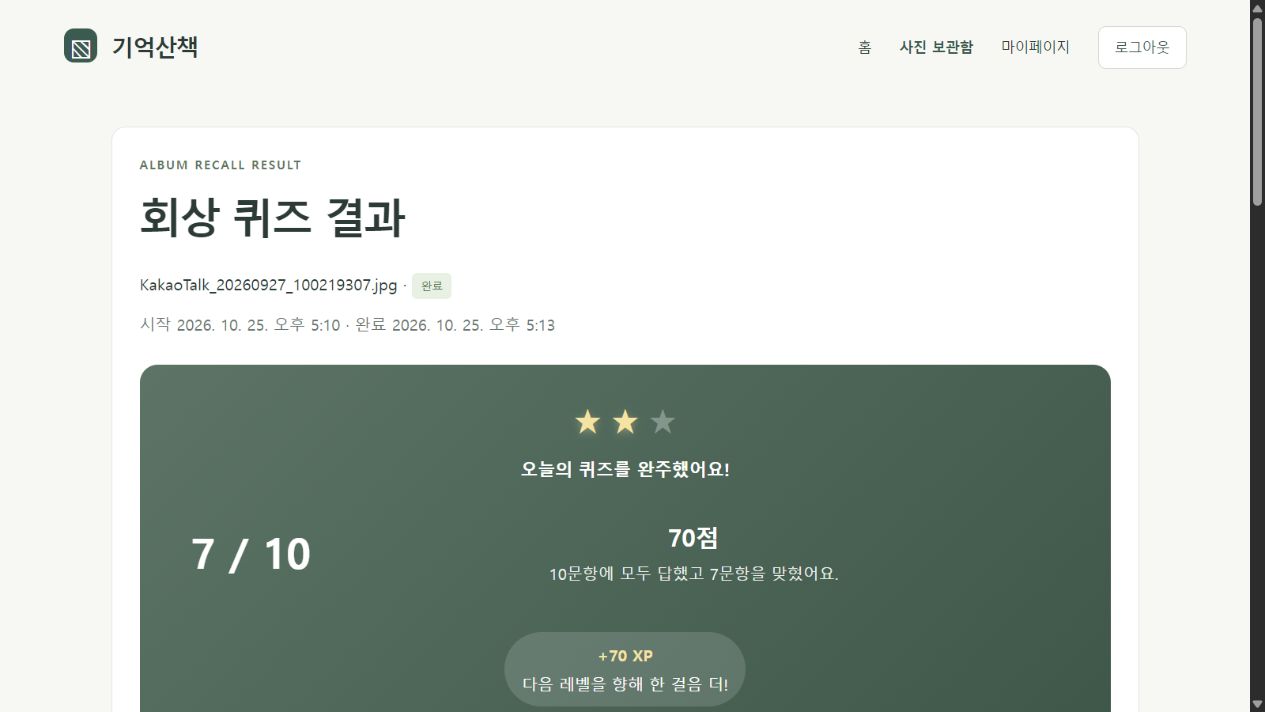 기억산책
홈 사진 보관함 마이페이지 로그아웃
ALBUM RECALL RESULT
회상 퀴즈 결과
KakaoTalk_20260927_100219307.jpg · 완료
시작 2026. 10. 25. 오후 5:10 · 완료 2026. 10. 25. 오후 5:13
오늘의 퀴즈를 완주했어요!
7 / 10
70점
10문항에 모두 답했고 7문항을 맞혔어요.
+70 XP
다음 레벨을 향해 한 걸음 더!